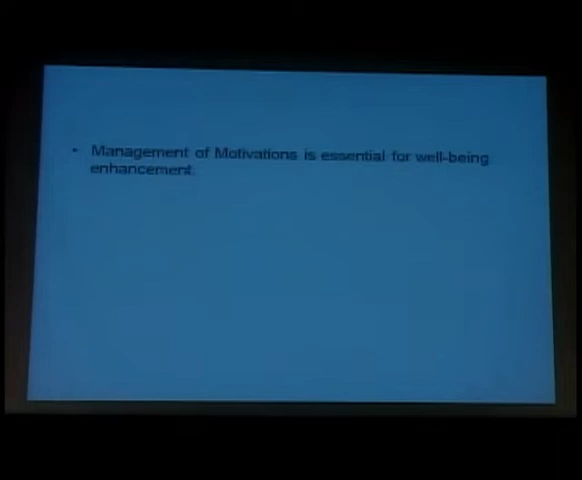 • Management of Motivations is essential for well-being
enhancement.